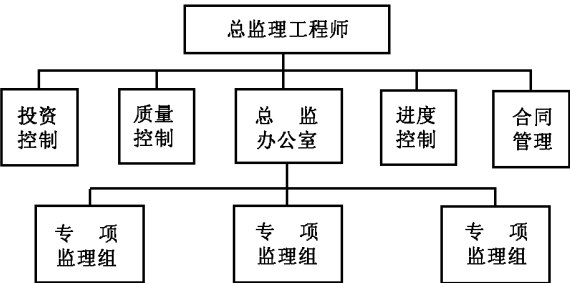 总监理工程师
投资
控制
质量
控制
总 监
办公室
进度
控制
合同
管理
专 项
监理组
专 项
监理组
专 项
监理组